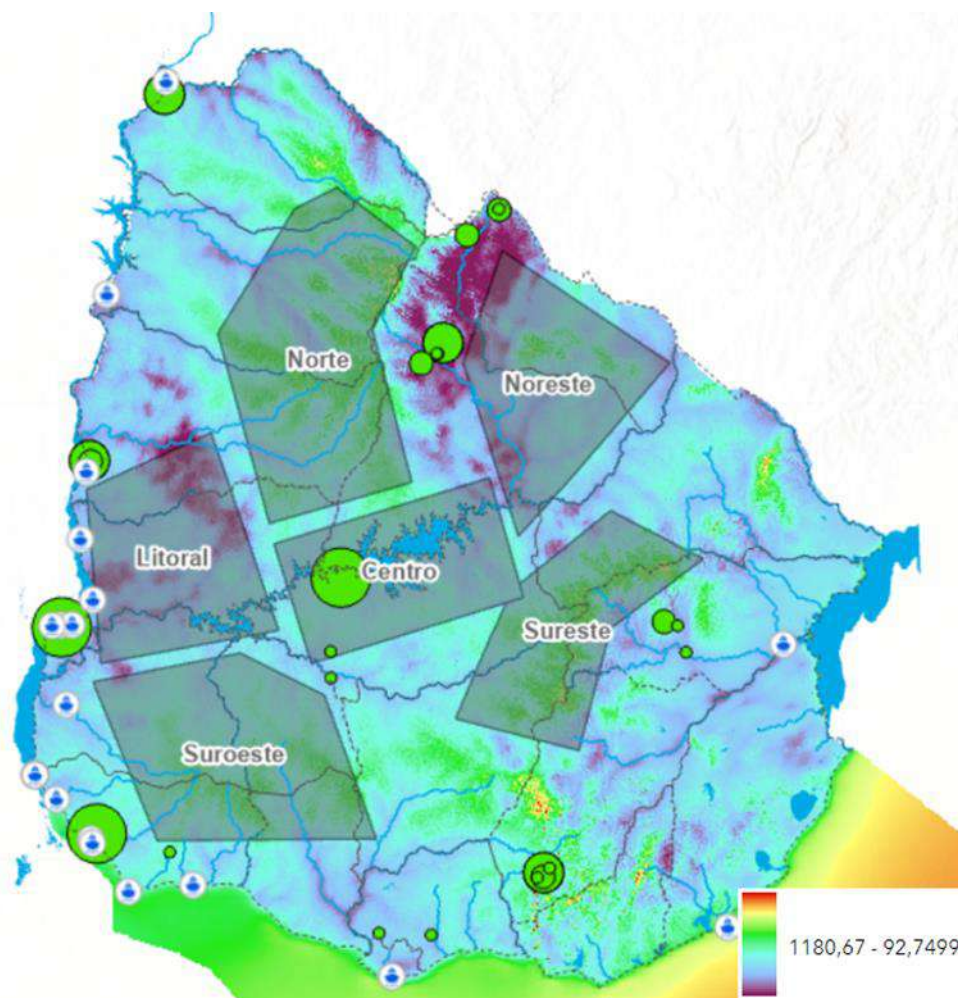 Norte
Noreste
Litoral
Centro
Sureste
Suroeste
1180,67 - 92,7499